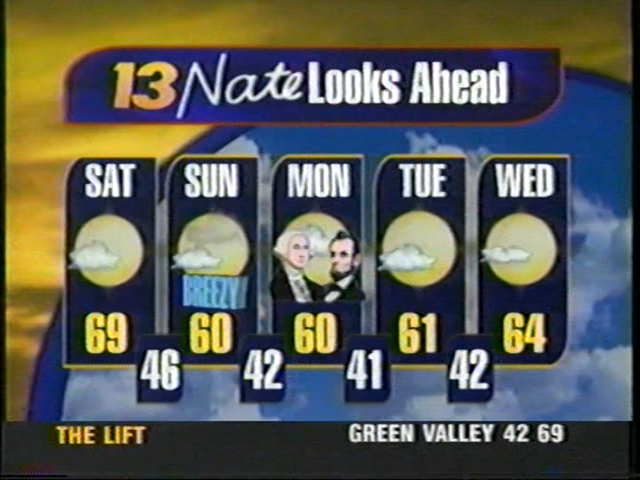 13 Nate Looks Ahead
SAT SUN MON TUE WED
BREEZY!
69 60 60 61 64
46 42 41 42
THE LIFT GREEN VALLEY 42 69